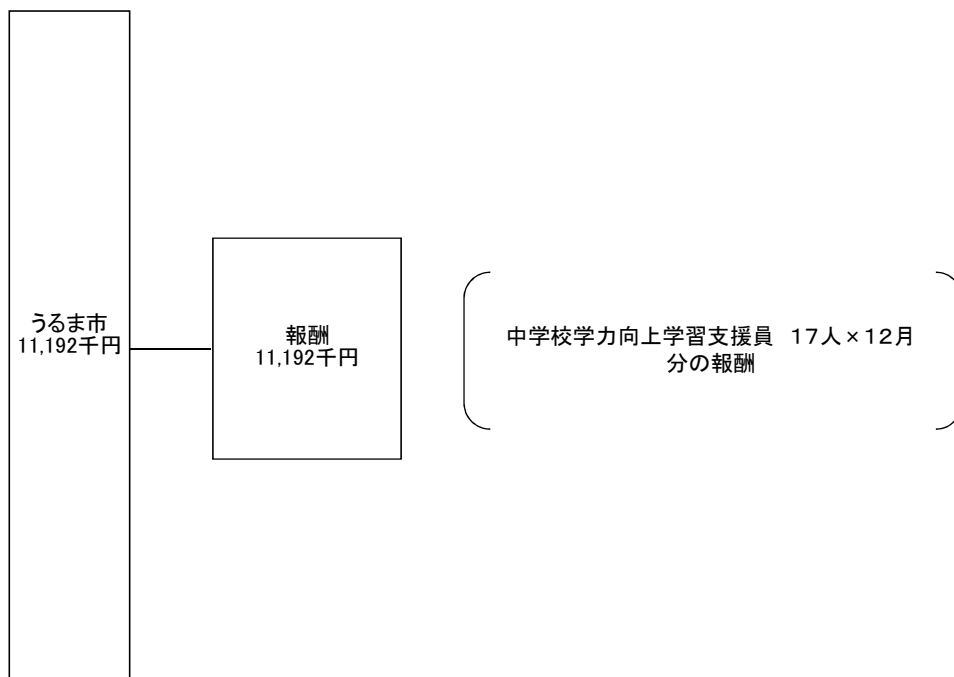 うるま市
11,192千円
報酬
11,192千円
中学校学力向上学習支援員　17人×12月
分の報酬